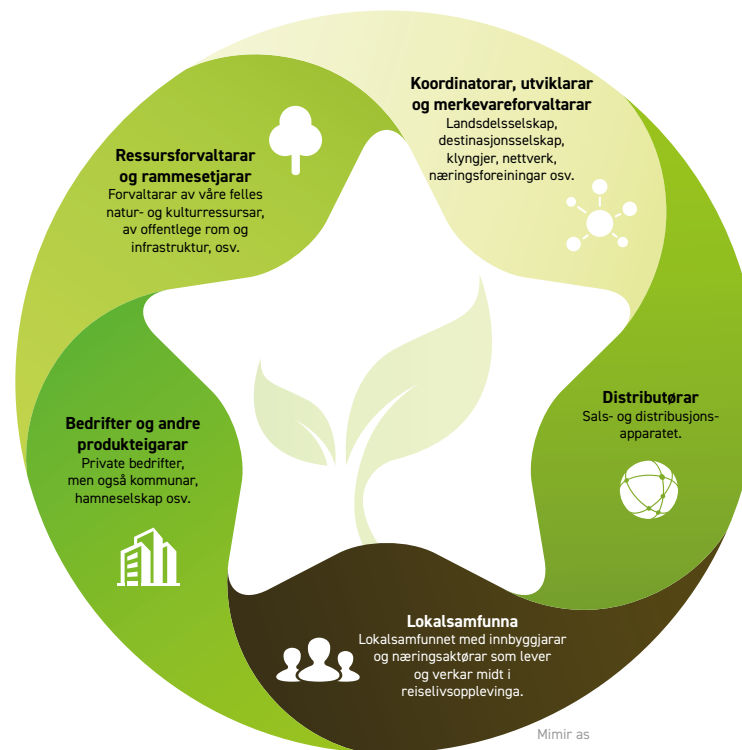 Koordinatorar, utviklarar
og merkevareforvaltarar
Landsdelsselskap,
destinasjonsselskap,
klyngjer, nettverk,
næringsforeiningar osv.
Ressursforvaltarar
og rammesetjarar
Forvaltarar av våre felles
natur- og kulturressursar,
av offentlege rom og
infrastruktur, osv.
Distributørar
Sals- og distribusjons-
apparatet.
Bedrifter og andre
produkteigarar
Private bedrifter,
men også kommunar,
hamneselskap osv.
Lokalsamfunna
Lokalsamfunnet med innbyggjarar
og næringsaktørar som lever
og verkar midt i
reiselivsopplevinga.
Mimir as